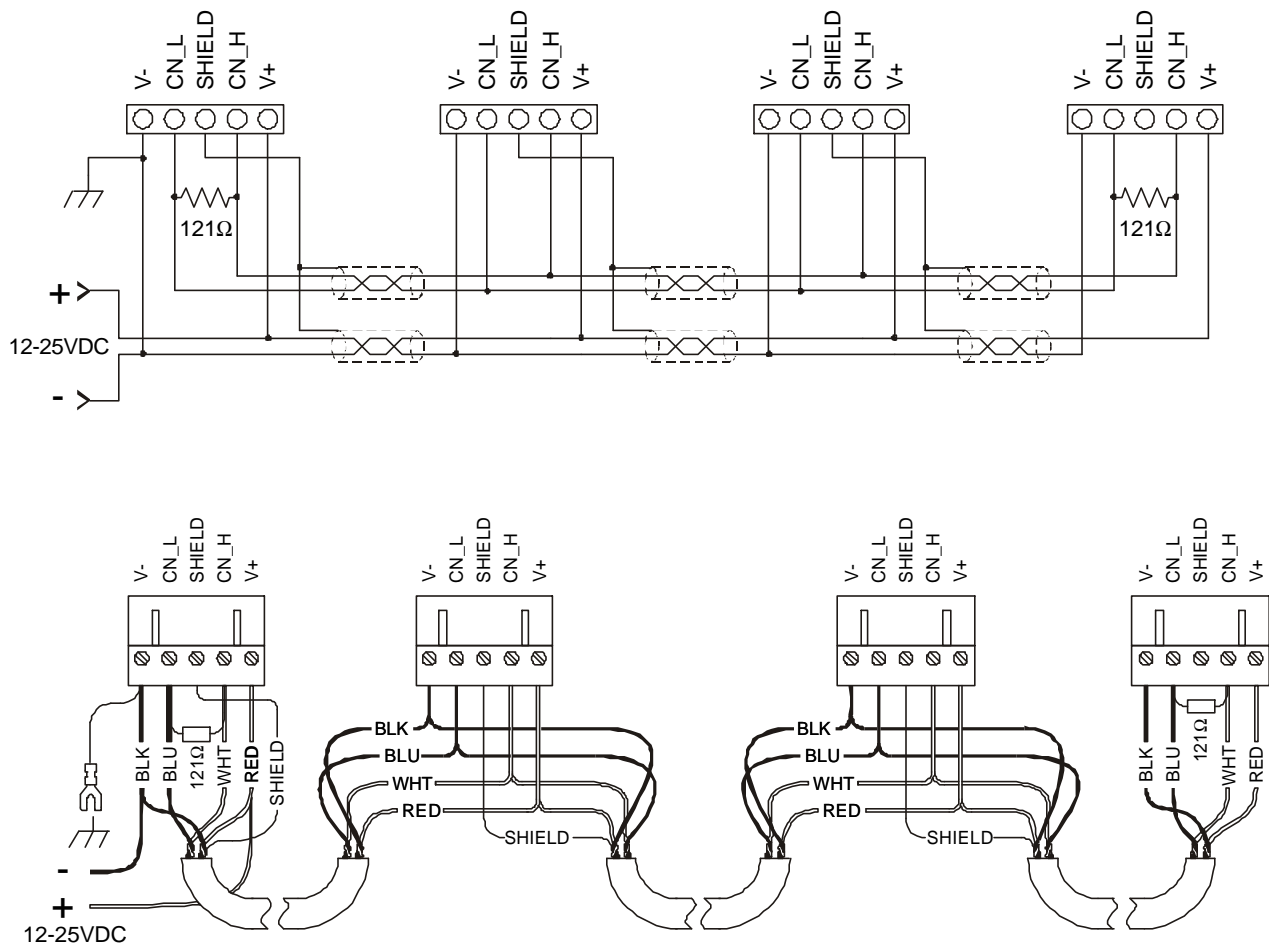 V- CN_L SHIELD CN_H V+
V- CN_L SHIELD CN_H V+
V- CN_L SHIELD CN_H V+
V- CN_L SHIELD CN_H V+
121Ω
121Ω
+
12-25VDC
-
V- CN_L SHIELD CN_H V+
V- CN_L SHIELD CN_H V+
V- CN_L SHIELD CN_H V+
V- CN_L SHIELD CN_H V+
BLK BLU 121Ω WHT RED SHIELD
BLK
BLU
WHT
RED
SHIELD
BLK
BLU
WHT
RED
SHIELD
BLK BLU 121Ω WHT RED
-
+
12-25VDC